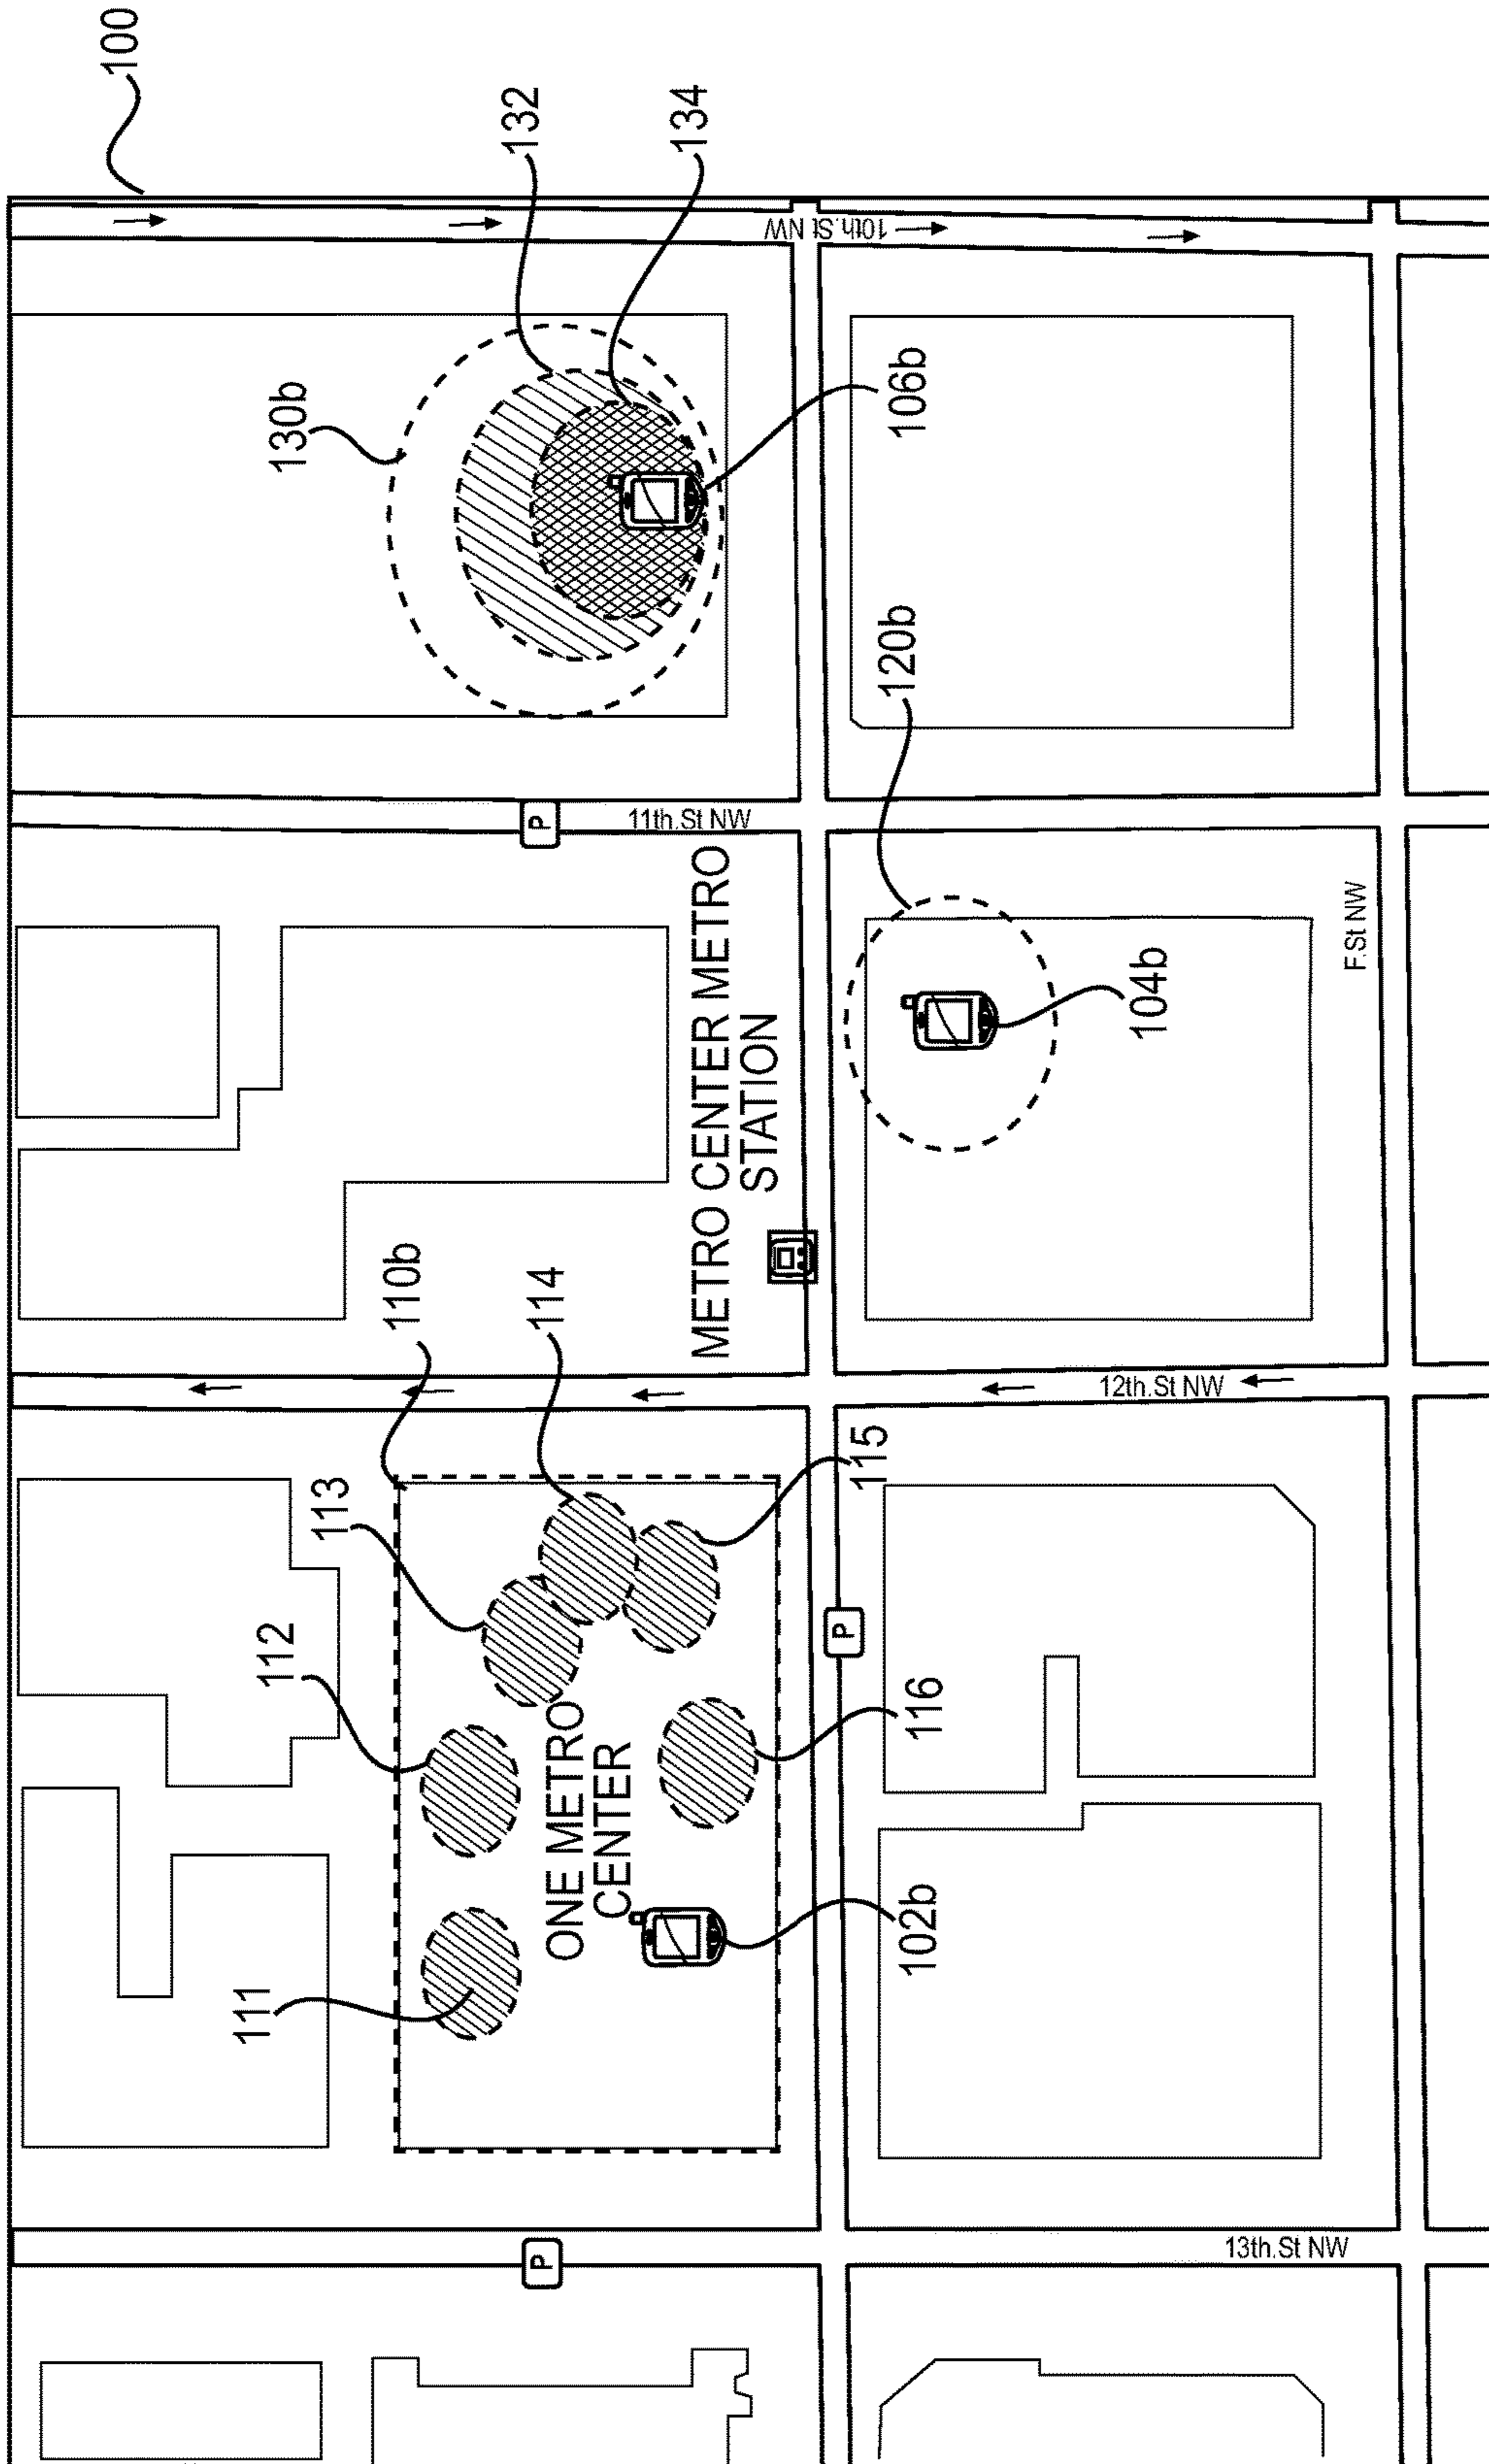 100
132
134
130b
10th.St NW
106b
120b
P
11th.St NW
METRO CENTER METRO
STATION
104b
F.St NW
110b
114
12th.St NW
113
115
112
P
ONE METRO
CENTER
116
111
102b
P
13th.St NW